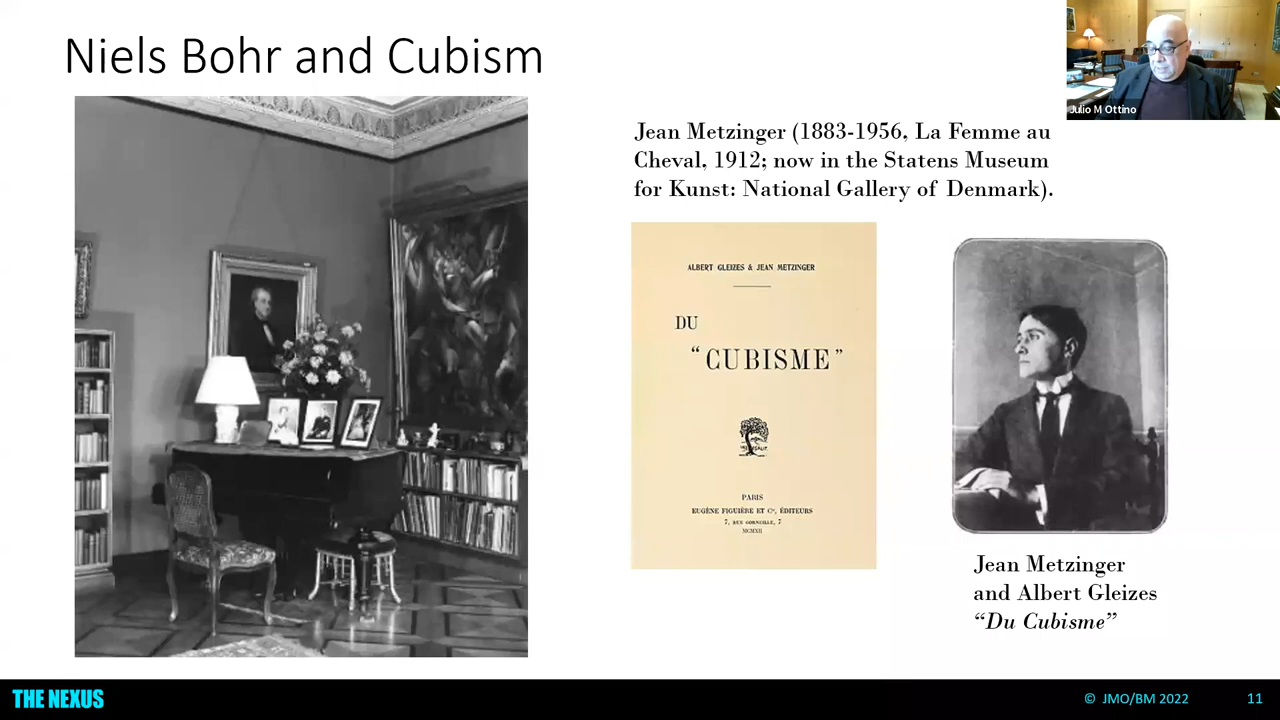 Niels Bohr and Cubism
Julio M Ottino
Jean Metzinger (1883-1956, La Femme au
Cheval, 1912; now in the Statens Museum
for Kunst: National Gallery of Denmark).
ALBERT GLEIZES & JEAN METZINGER
DU
“CUBISME”
PARIS
EUGÈNE FIGUIÈRE ET Cie, ÉDITEURS
7, RUE CORNEILLE, 7
MCMXII
Jean Metzinger
and Albert Gleizes
“Du Cubisme”
THE NEXUS
© JMO/BM 2022
11